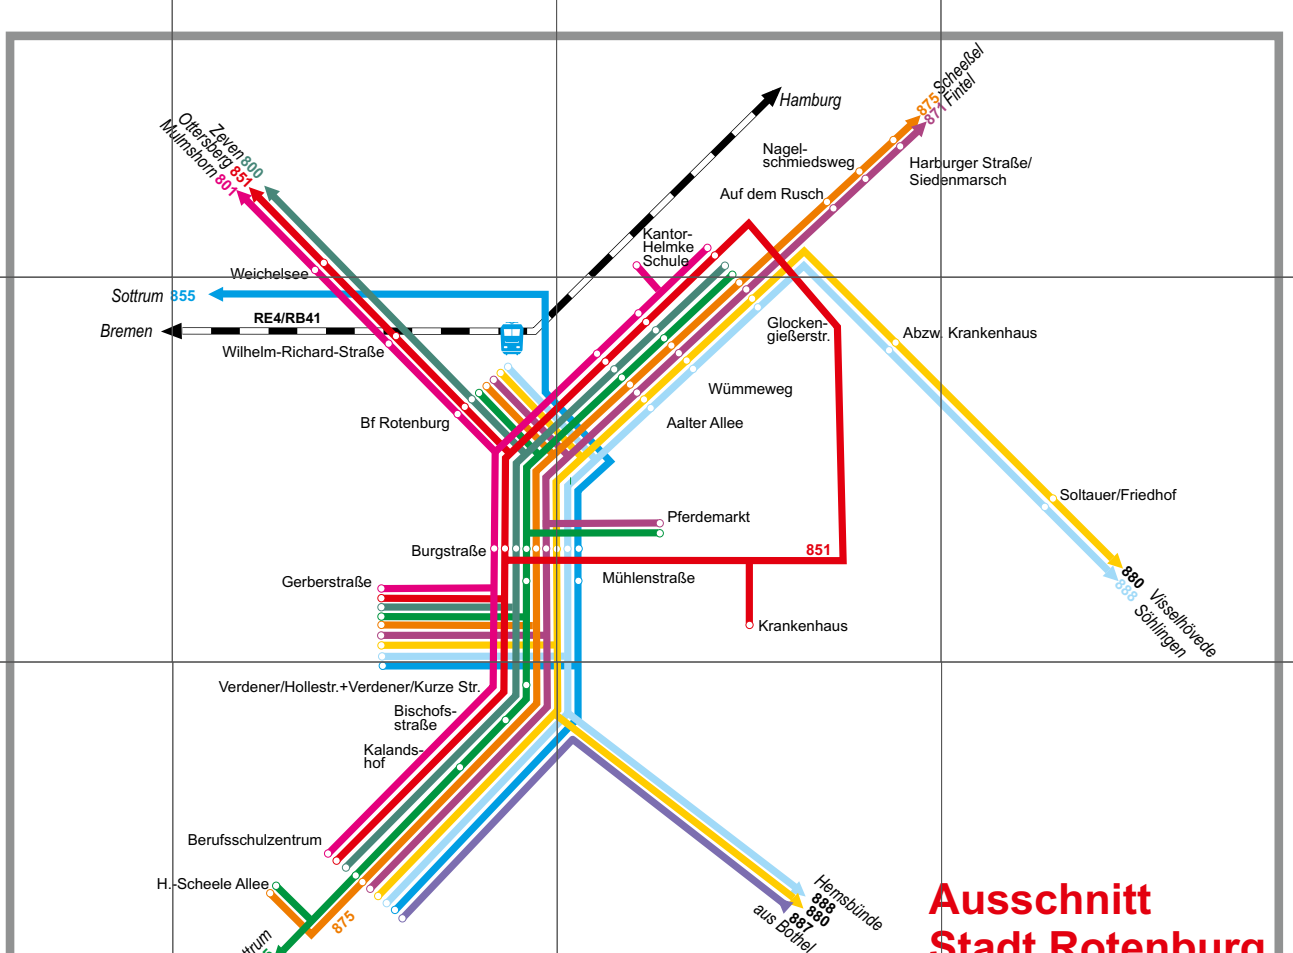 Hamburg
875 Scheeßel
871 Fintel
Zeven 800
Ottersberg 851
Mulmshorn 801
Nagel-
schmiedsweg
Harburger Straße/
Siedenmarsch
Auf dem Rusch
Kantor-
Helmke
Schule
Weichelsee
Sottrum 855
RE4/RB41
Bremen
Wilhelm-Richard-Straße
Glocken-
gießerstr.
Abzw. Krankenhaus
Wümmeweg
Bf Rotenburg
Aalter Allee
Soltauer/Friedhof
Pferdemarkt
Burgstraße
851
Mühlenstraße
Gerberstraße
880 Visselhövede
888 Söhlingen
Krankenhaus
Verdener/Hollestr.+Verdener/Kurze Str.
Bischofs-
straße
Kalands-
hof
Berufsschulzentrum
H.-Scheele Allee
875
Hemsbünde
888
880
887
aus Bothel
Ausschnitt
Stadt Rotenburg